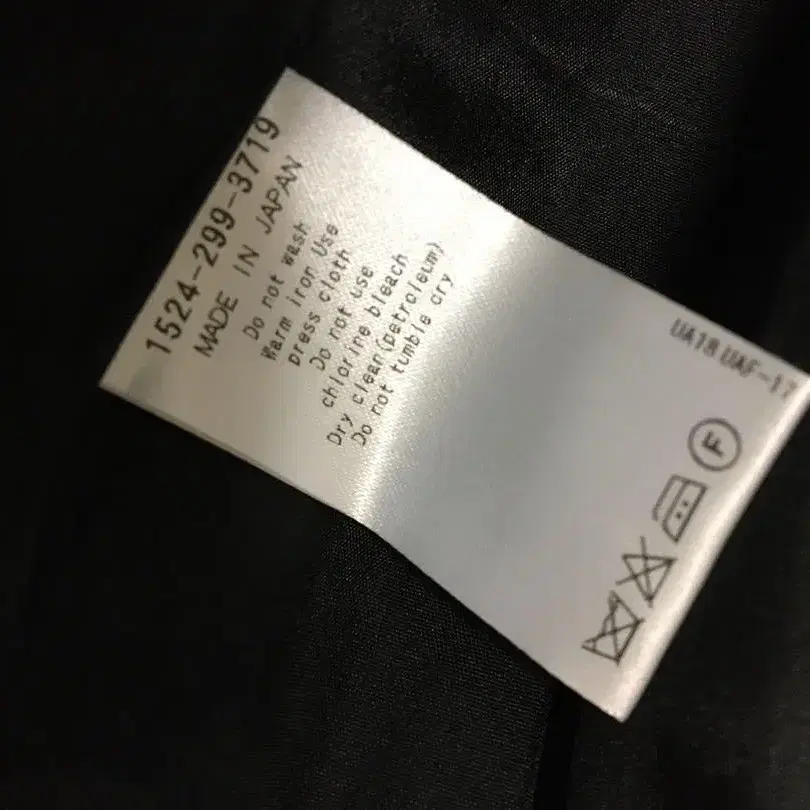 1524-299-3719
MADE IN JAPAN
Do not wash
Warm iron Use
press cloth
Do not use
chlorine bleach
Dry clean(petroleum)
Do not tumble dry
UA18 UAF-17
F